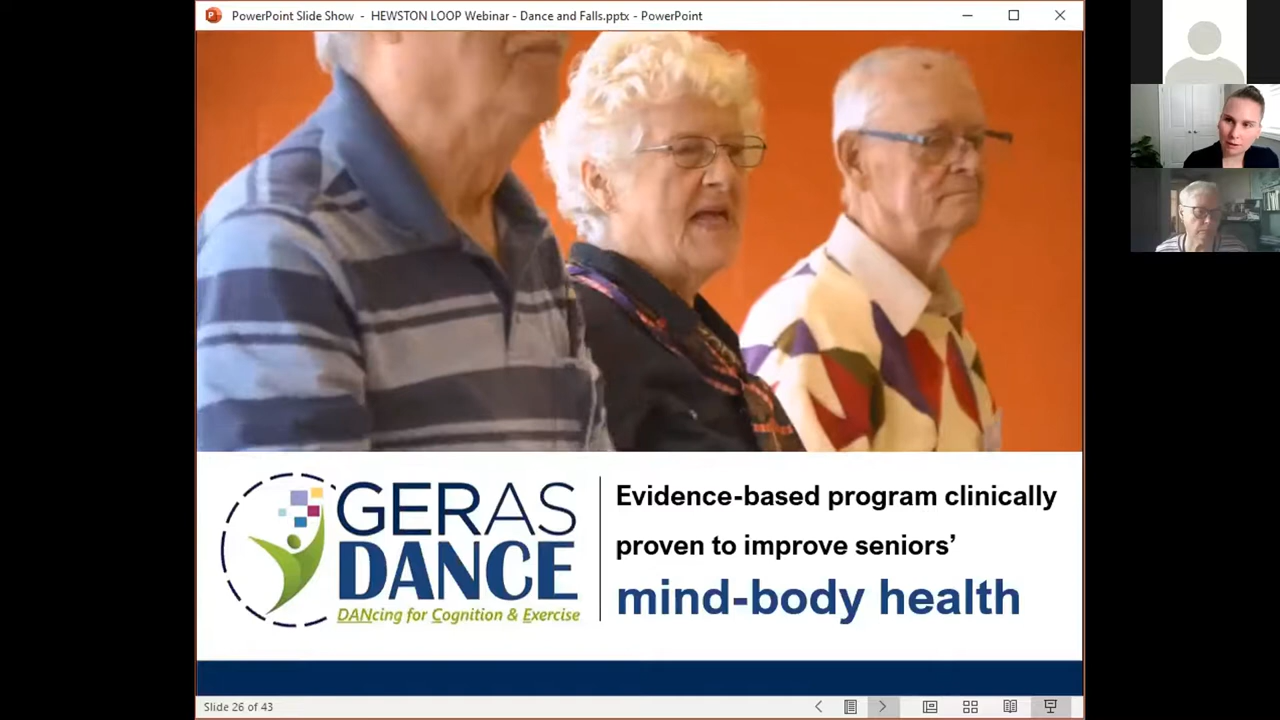 PowerPoint Slide Show - HEWSTON LOOP Webinar - Dance and Falls.pptx - PowerPoint
GERAS
DANCE
DANcing for Cognition & Exercise
Evidence-based program clinically
proven to improve seniors’
mind-body health
Slide 26 of 43